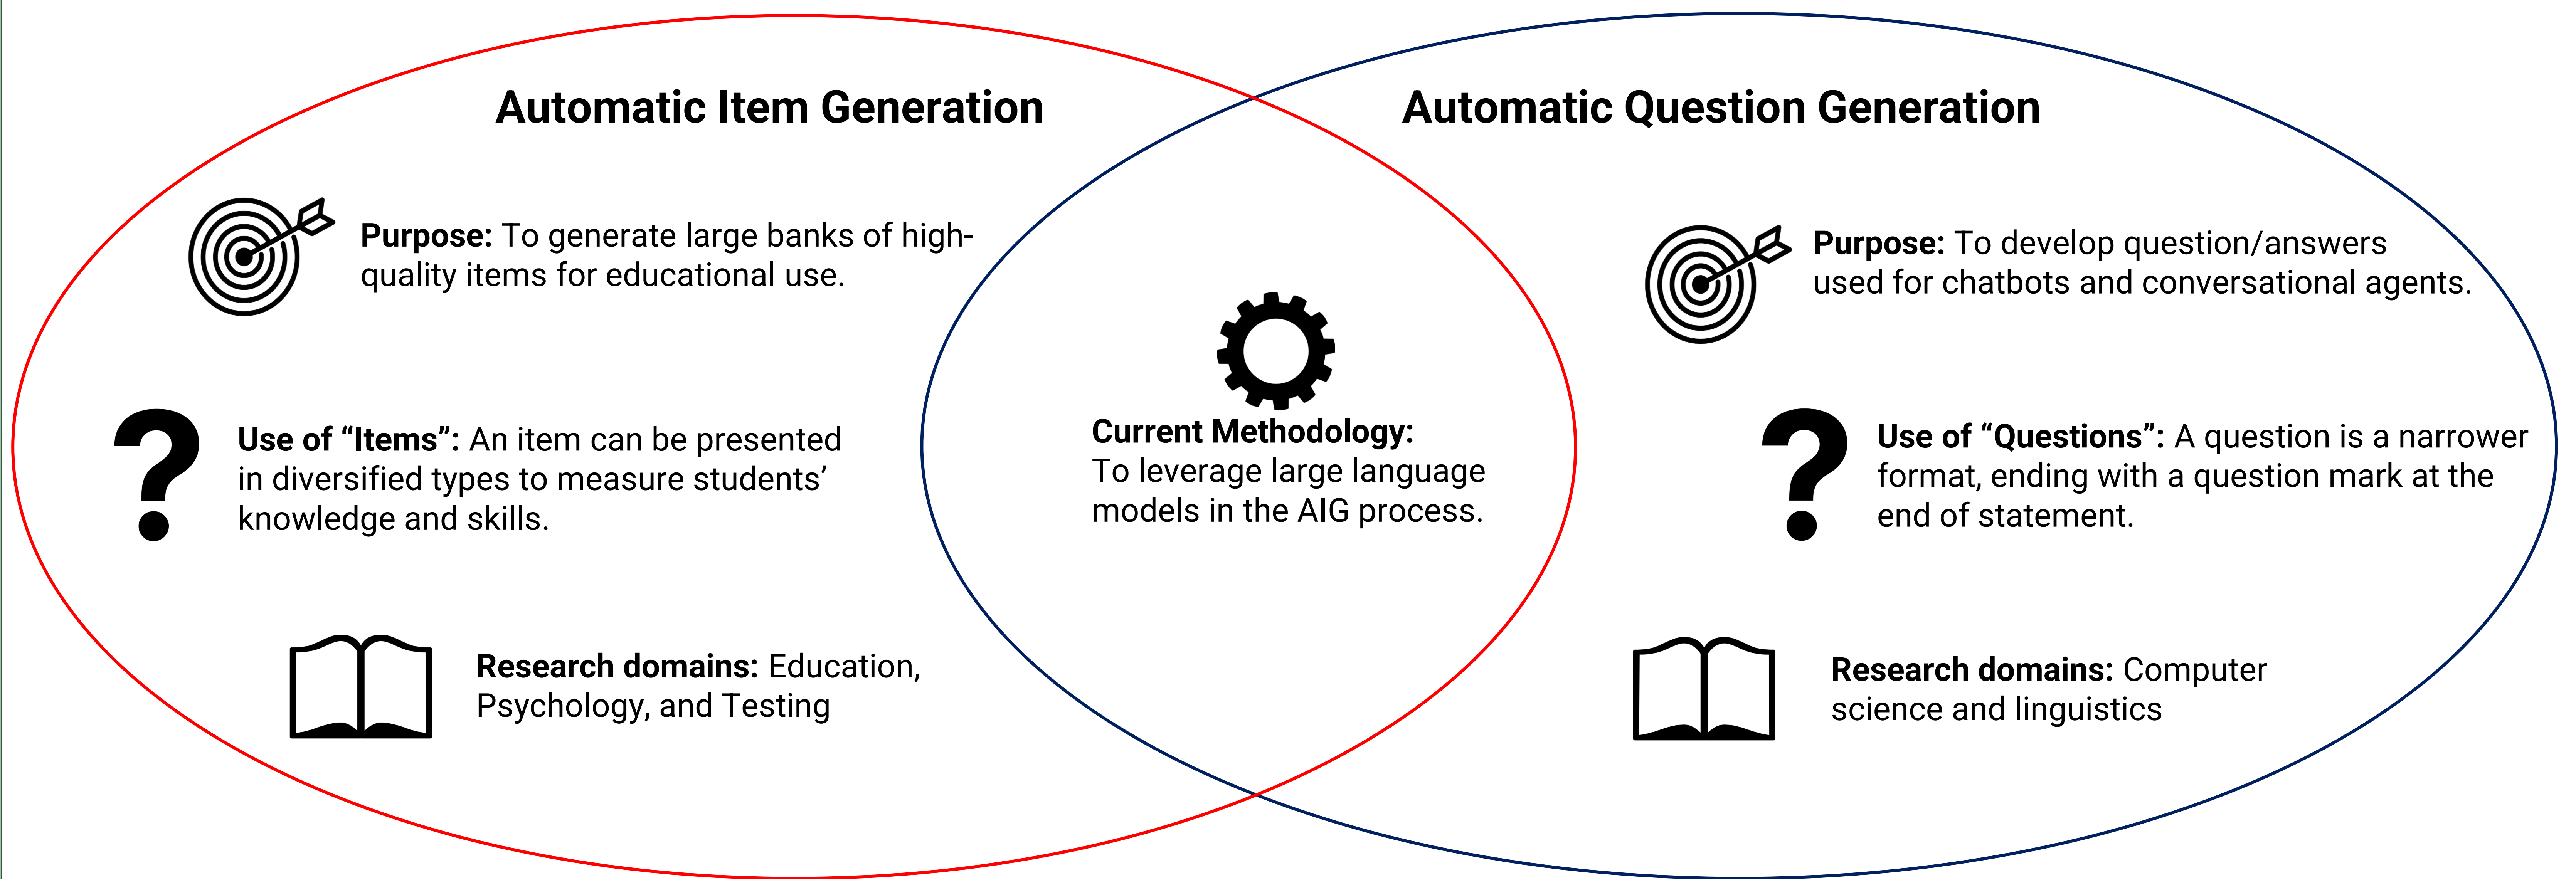 Automatic Item Generation
Purpose: To generate large banks of high-
quality items for educational use.
Use of “Items”: An item can be presented
in diversified types to measure students’
knowledge and skills.
Research domains: Education,
Psychology, and Testing
Current Methodology:
To leverage large language
models in the AIG process.
Automatic Question Generation
Purpose: To develop question/answers
used for chatbots and conversational agents.
Use of “Questions”: A question is a narrower
format, ending with a question mark at the
end of statement.
Research domains: Computer
science and linguistics